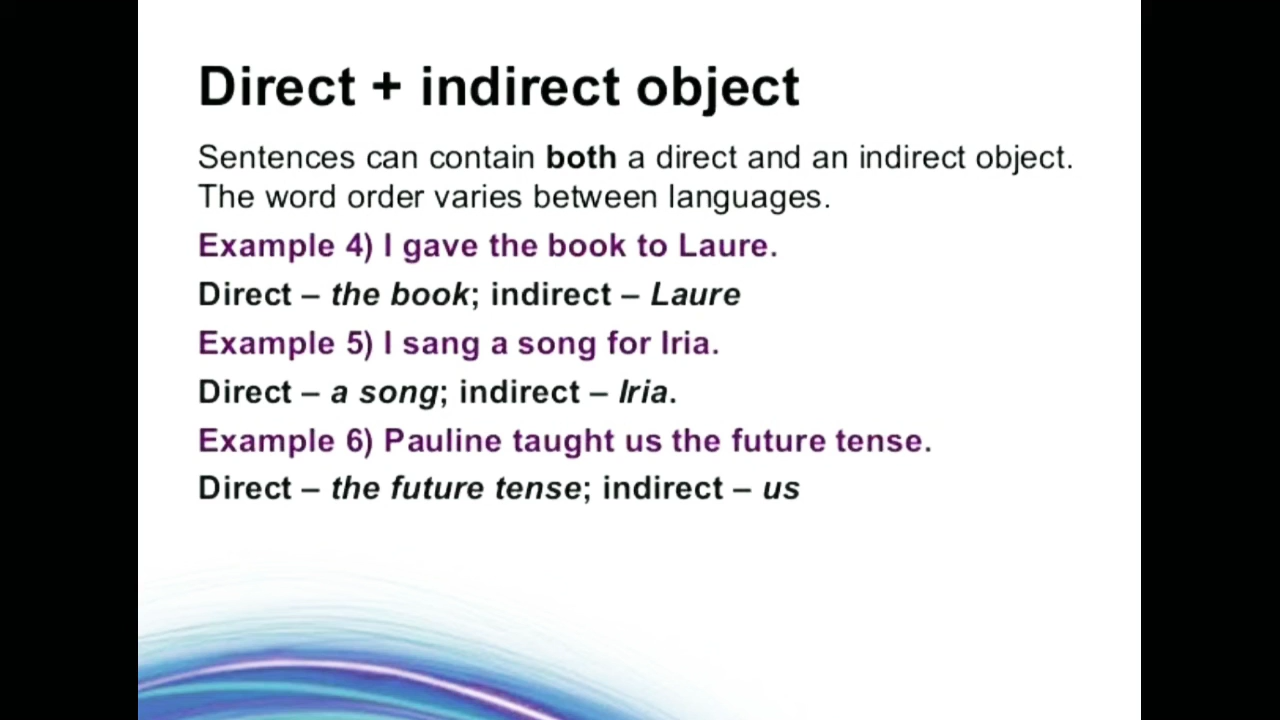 Direct + indirect object
Sentences can contain both a direct and an indirect object.
The word order varies between languages.
Example 4) I gave the book to Laure.
Direct – the book; indirect – Laure
Example 5) I sang a song for Iria.
Direct – a song; indirect – Iria.
Example 6) Pauline taught us the future tense.
Direct – the future tense; indirect – us